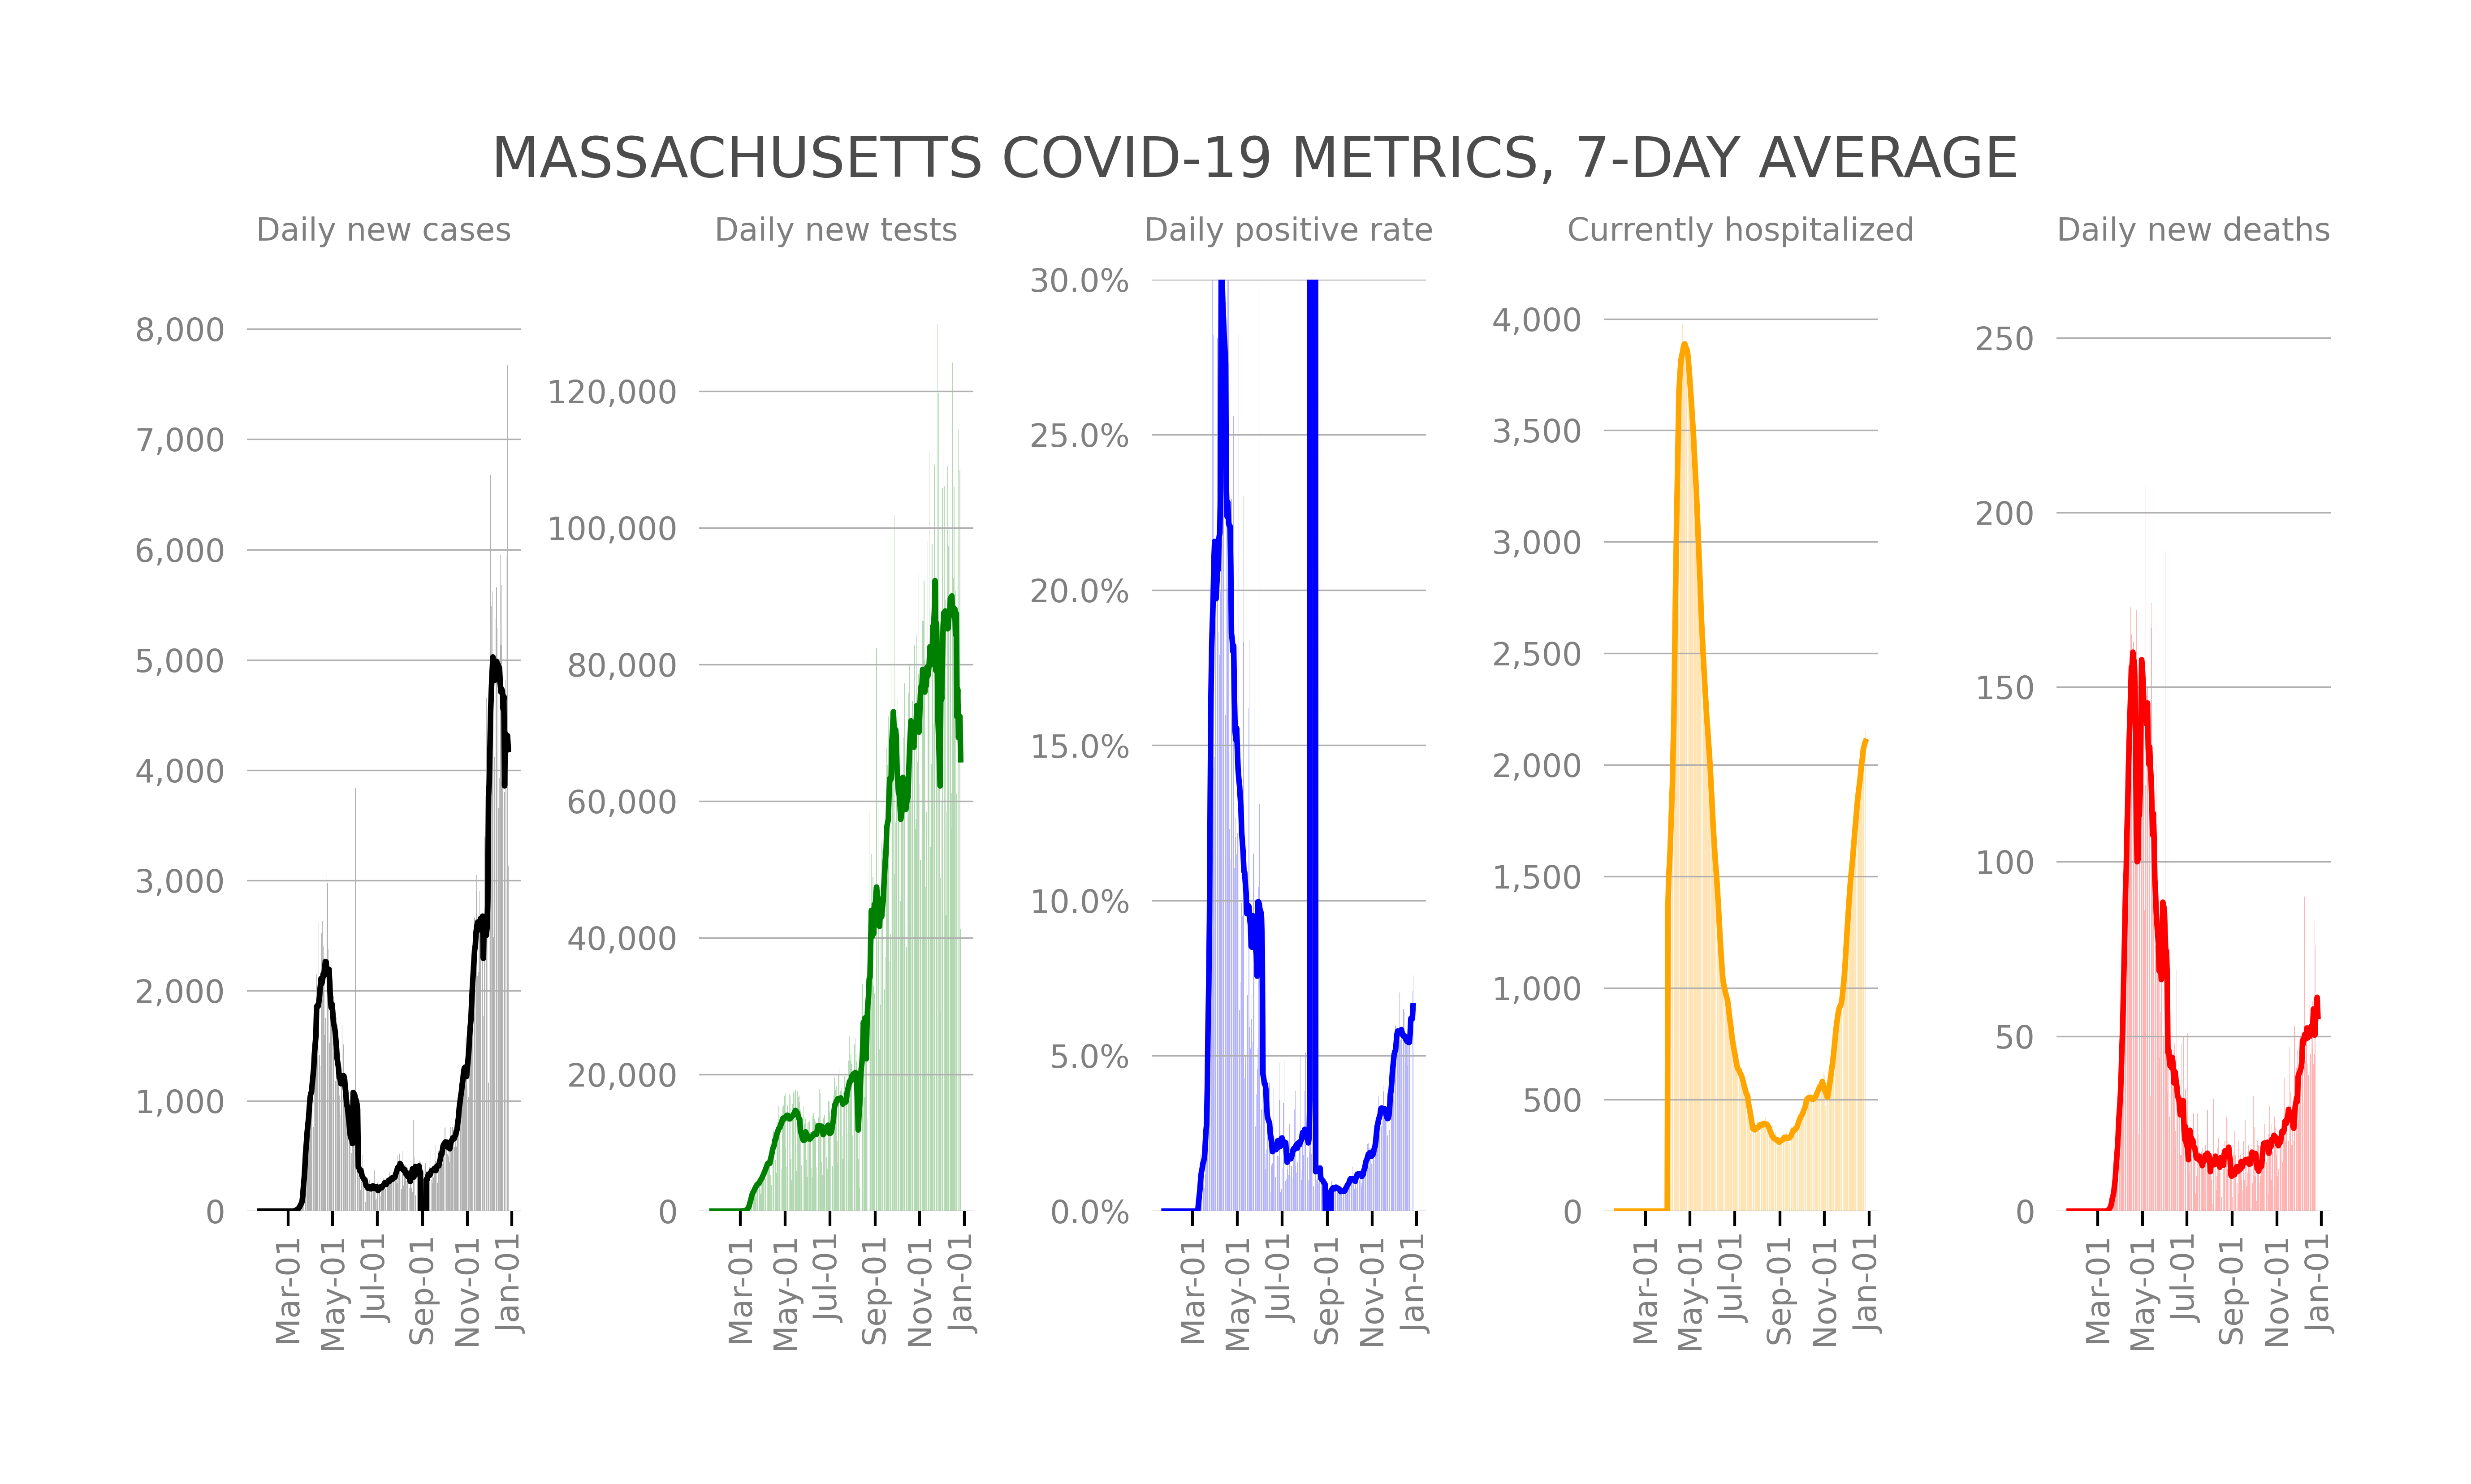 MASSACHUSETTS COVID-19 METRICS, 7-DAY AVERAGE
Daily new cases
8,000
7,000
6,000
5,000
4,000
3,000
2,000
1,000
0
Mar-01
May-01
Jul-01
Sep-01
Nov-01
Jan-01
Daily new tests
120,000
100,000
80,000
60,000
40,000
20,000
0
Mar-01
May-01
Jul-01
Sep-01
Nov-01
Jan-01
Daily positive rate
30.0%
25.0%
20.0%
15.0%
10.0%
5.0%
0.0%
Mar-01
May-01
Jul-01
Sep-01
Nov-01
Jan-01
Currently hospitalized
4,000
3,500
3,000
2,500
2,000
1,500
1,000
500
0
Mar-01
May-01
Jul-01
Sep-01
Nov-01
Jan-01
Daily new deaths
250
200
150
100
50
0
Mar-01
May-01
Jul-01
Sep-01
Nov-01
Jan-01